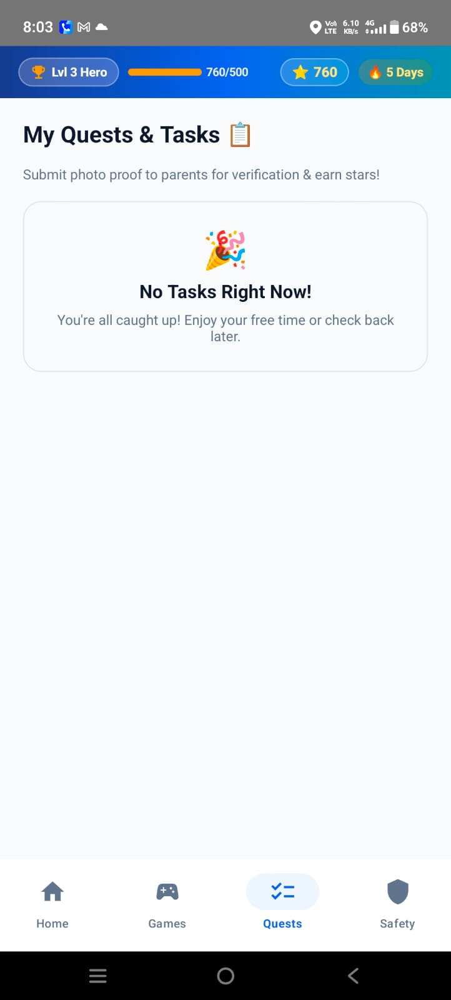 8:03
Vo) 6.10 4G
LTE KB/s 68%
Lvl 3 Hero 760/500 760 5 Days
My Quests & Tasks
Submit photo proof to parents for verification & earn stars!
No Tasks Right Now!
You're all caught up! Enjoy your free time or check back
later.
Home Games Quests Safety